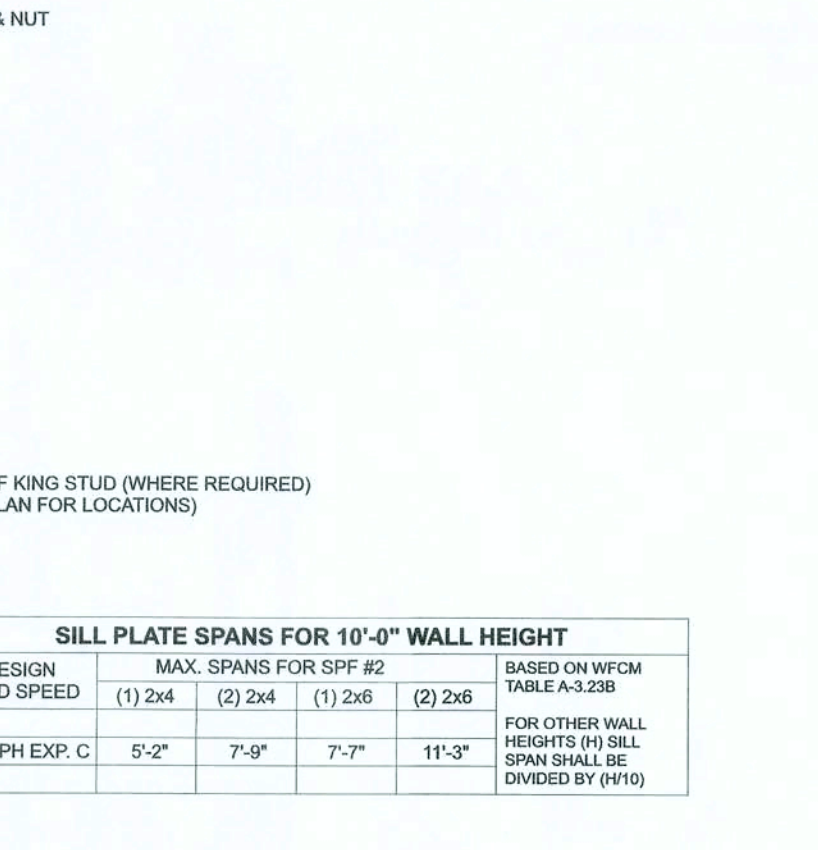 & NUT
F KING STUD (WHERE REQUIRED)
LAN FOR LOCATIONS)
SILL PLATE SPANS FOR 10'-0" WALL HEIGHT
ESIGN
D SPEED
MAX. SPANS FOR SPF #2
(1) 2x4 (2) 2x4 (1) 2x6 (2) 2x6
PH EXP. C 5'-2" 7'-9" 7'-7" 11'-3"
BASED ON WFCM
TABLE A-3.23B
FOR OTHER WALL
HEIGHTS (H) SILL
SPAN SHALL BE
DIVIDED BY (H/10)